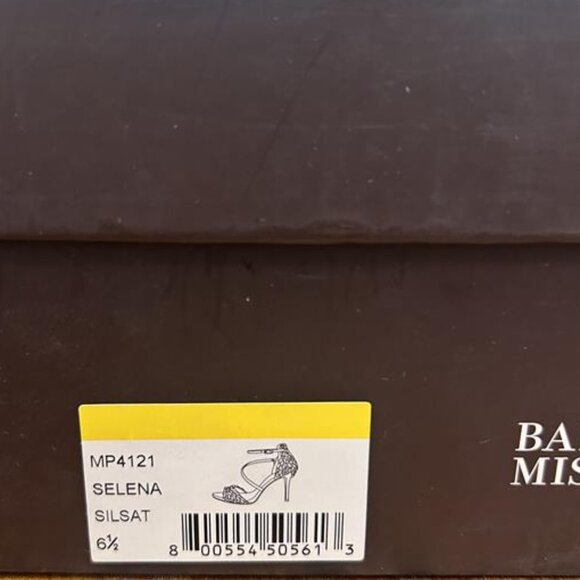 MP4121
SELENA
SILSAT
6½
8 00554 50561 3
BA
MIS